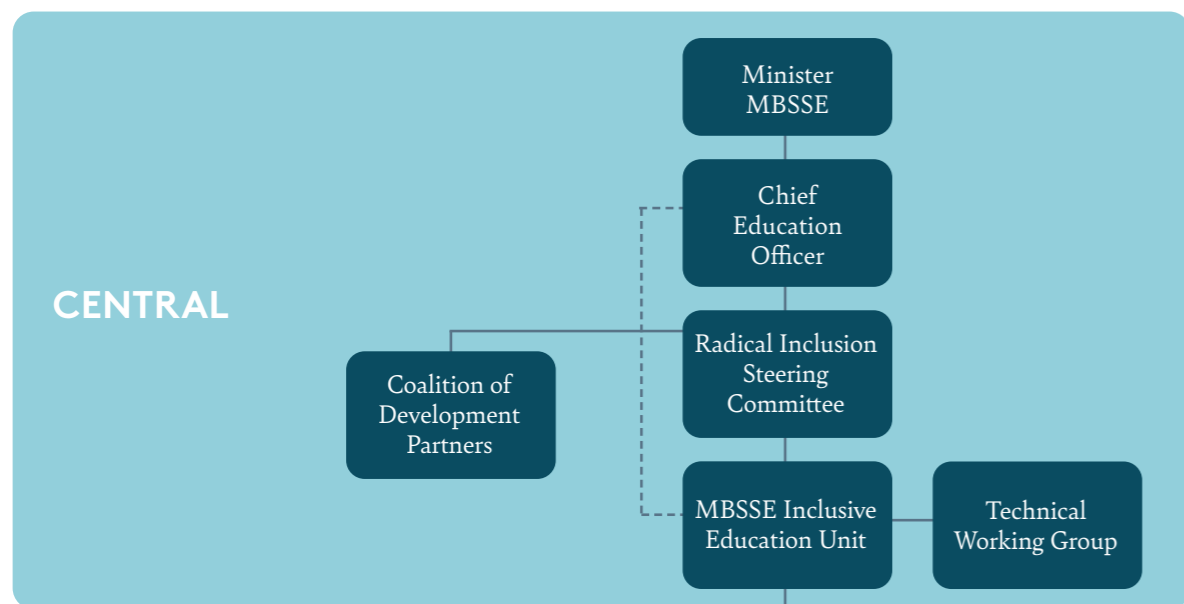 Minister
MBSSE
Chief
Education
Officer
CENTRAL
Radical Inclusion
Steering
Committee
Coalition of
Development
Partners
MBSSE Inclusive
Education Unit
Technical
Working Group